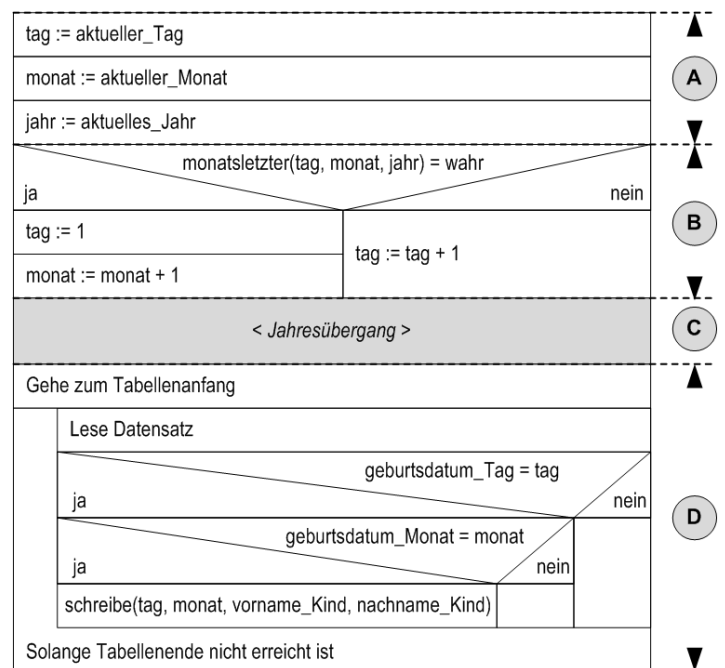 tag := aktueller_Tag
monat := aktueller_Monat
A
jahr := aktuelles_Jahr
monatsletzter(tag, monat, jahr) = wahr
ja
nein
tag := 1
tag := tag + 1
monat := monat + 1
B
< Jahresübergang >
C
Gehe zum Tabellenanfang
Lese Datensatz
geburtsdatum_Tag = tag
ja
nein
geburtsdatum_Monat = monat
ja
nein
D
schreibe(tag, monat, vorname_Kind, nachname_Kind)
Solange Tabellenende nicht erreicht ist